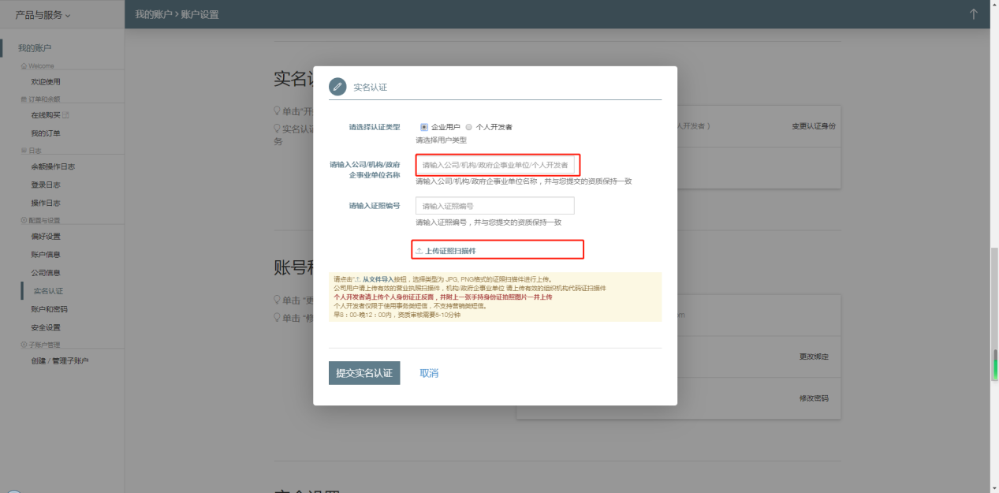 产品与服务
我的账户 > 账户设置
我的账户
Welcome
欢迎使用
订单和余额
在线购买
我的订单
日志
余额操作日志
登录日志
操作日志
配置与设置
偏好设置
账户信息
公司信息
实名认证
账户和密码
安全设置
子账户管理
创建 / 管理子账户
实名认
单击“开
实名认证
务
人开发者 )
变更认证身份
实名认证
请选择认证类型
企业用户
个人开发者
请选择用户类型
请输入公司/机构/政府
企事业单位名称
请输入公司/机构/政府企事业单位/个人开发者
请输入公司/机构/政府企事业单位名称，并与您提交的资质保持一致
请输入证照编号
请输入证照编号
请输入证照编号，并与您提交的资质保持一致
上传证照扫描件
请点击“ 从文件导入按钮，选择类型为 JPG, PNG格式的证照扫描件进行上传。
公司用户请上传有效的营业执照扫描件，机构/政府企事业单位 请上传有效的组织机构代码证扫描件
个人开发者请上传个人身份证正反面，并附上一张手持身份证拍照图片一并上传
个人开发者仅限于使用事务类短信，不支持营销类短信。
早8：00-晚12：00内，资质审核需要5-10分钟
提交实名认证
取消
账号和
单击 “更
单击 “修
om
更改绑定
修改密码